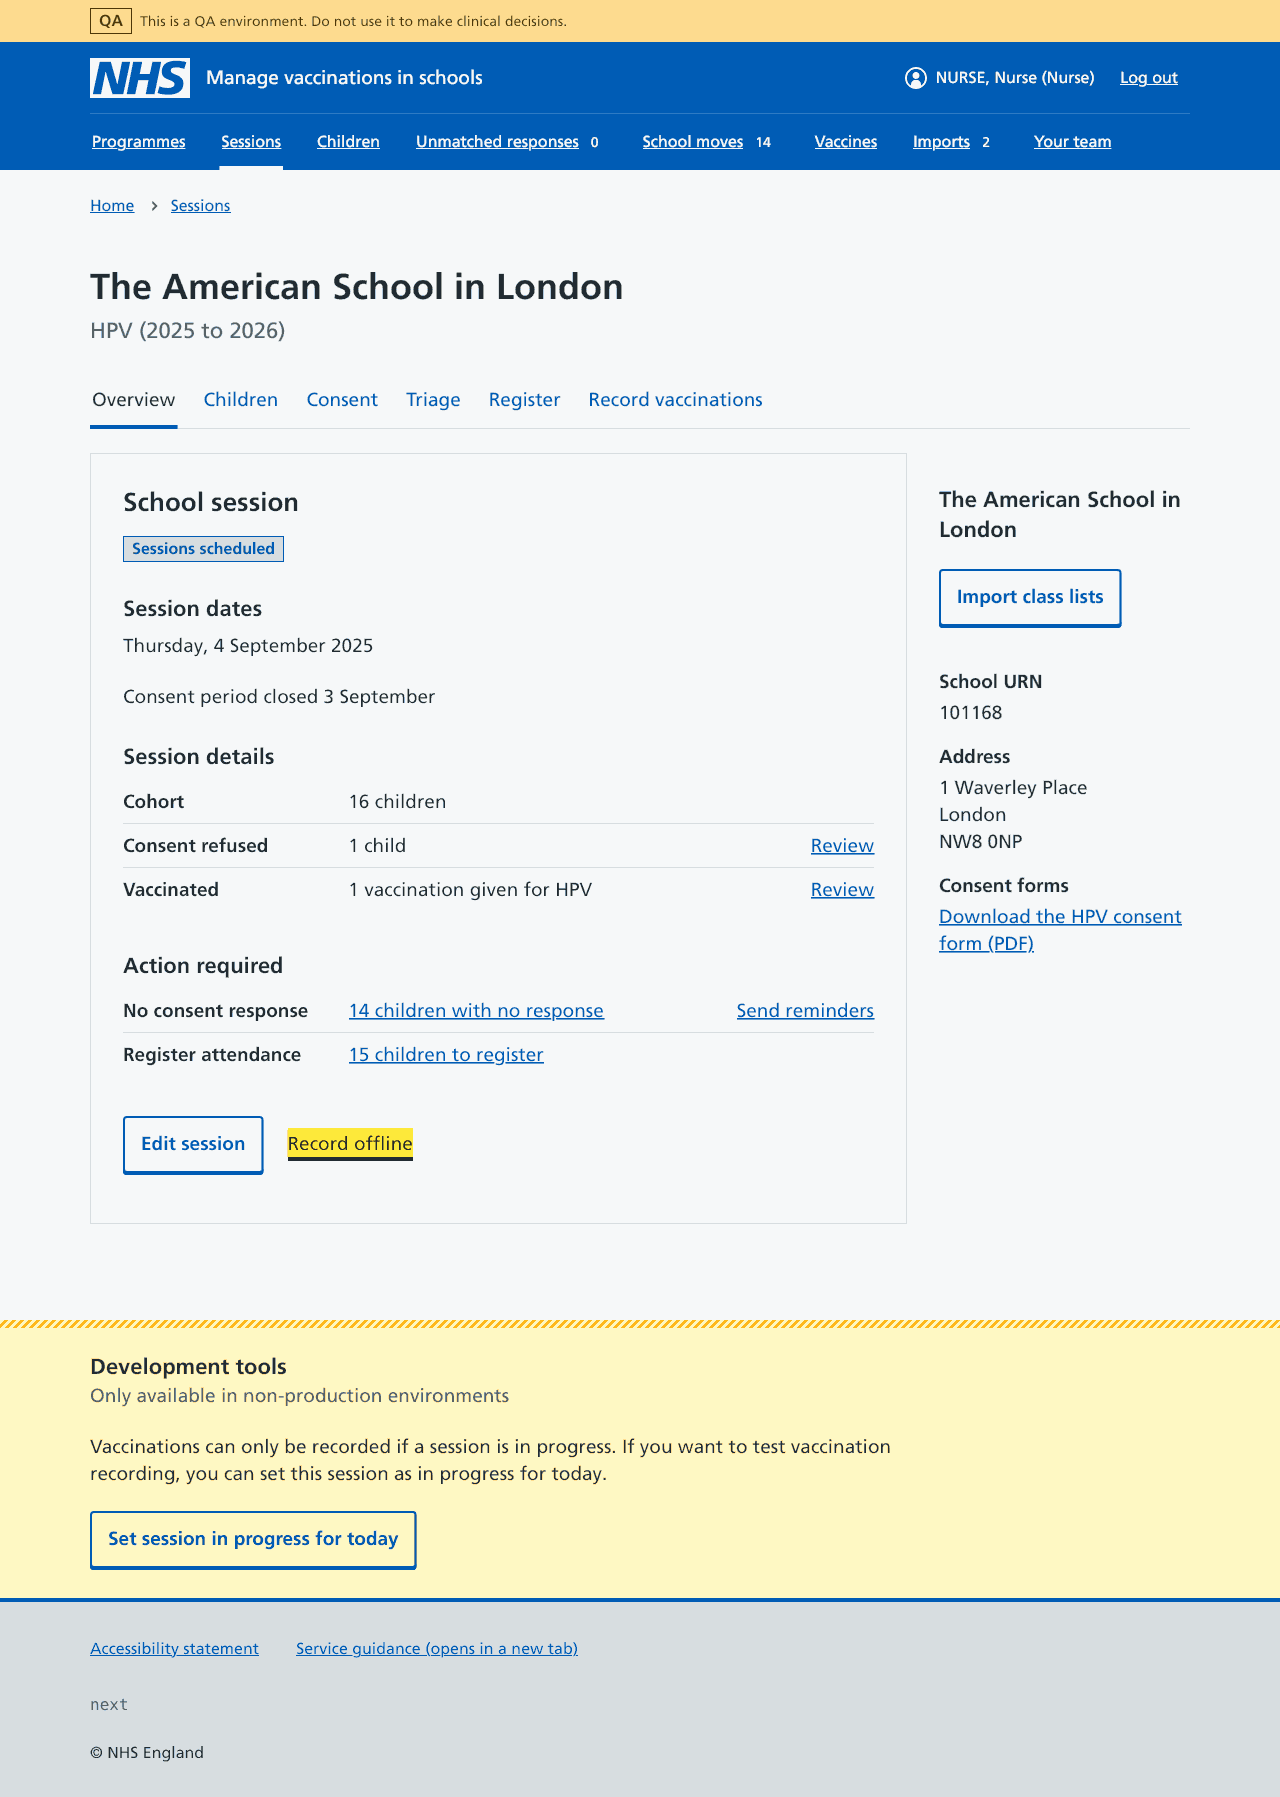 QA This is a QA environment. Do not use it to make clinical decisions.
NHS Manage vaccinations in schools NURSE, Nurse (Nurse) Log out
Programmes Sessions Children Unmatched responses 0 School moves 14 Vaccines Imports 2 Your team
Home Sessions
The American School in London
HPV (2025 to 2026)
Overview Children Consent Triage Register Record vaccinations
School session
Sessions scheduled
Session dates
Thursday, 4 September 2025
Consent period closed 3 September
Session details
Cohort 16 children
Consent refused 1 child Review
Vaccinated 1 vaccination given for HPV Review
Action required
No consent response 14 children with no response Send reminders
Register attendance 15 children to register
Edit session Record offline
The American School in
London
Import class lists
School URN
101168
Address
1 Waverley Place
London
NW8 0NP
Consent forms
Download the HPV consent
form (PDF)
Development tools
Only available in non-production environments
Vaccinations can only be recorded if a session is in progress. If you want to test vaccination
recording, you can set this session as in progress for today.
Set session in progress for today
Accessibility statement Service guidance (opens in a new tab)
next
© NHS England